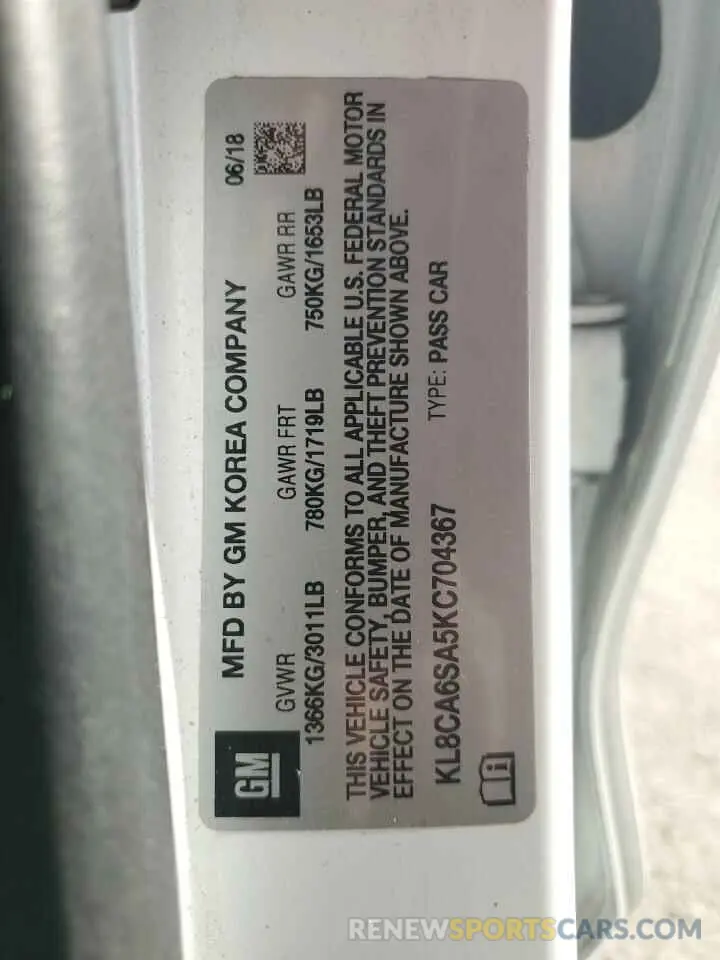 GM
MFD BY GM KOREA COMPANY 06/18
GVWR GAWR FRT GAWR RR
1366KG/3011LB 780KG/1719LB 750KG/1653LB
THIS VEHICLE CONFORMS TO ALL APPLICABLE U.S. FEDERAL MOTOR
VEHICLE SAFETY, BUMPER, AND THEFT PREVENTION STANDARDS IN
EFFECT ON THE DATE OF MANUFACTURE SHOWN ABOVE.
KL8CA6SA5KC704367 TYPE: PASS CAR
RENEWSPORTSCARS.COM